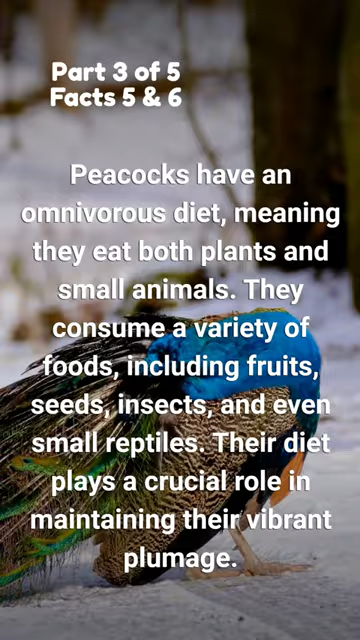 Part 3 of 5
Facts 5 & 6
Peacocks have an
omnivorous diet, meaning
they eat both plants and
small animals. They
consume a variety of
foods, including fruits,
seeds, insects, and even
small reptiles. Their diet
plays a crucial role in
maintaining their vibrant
plumage.